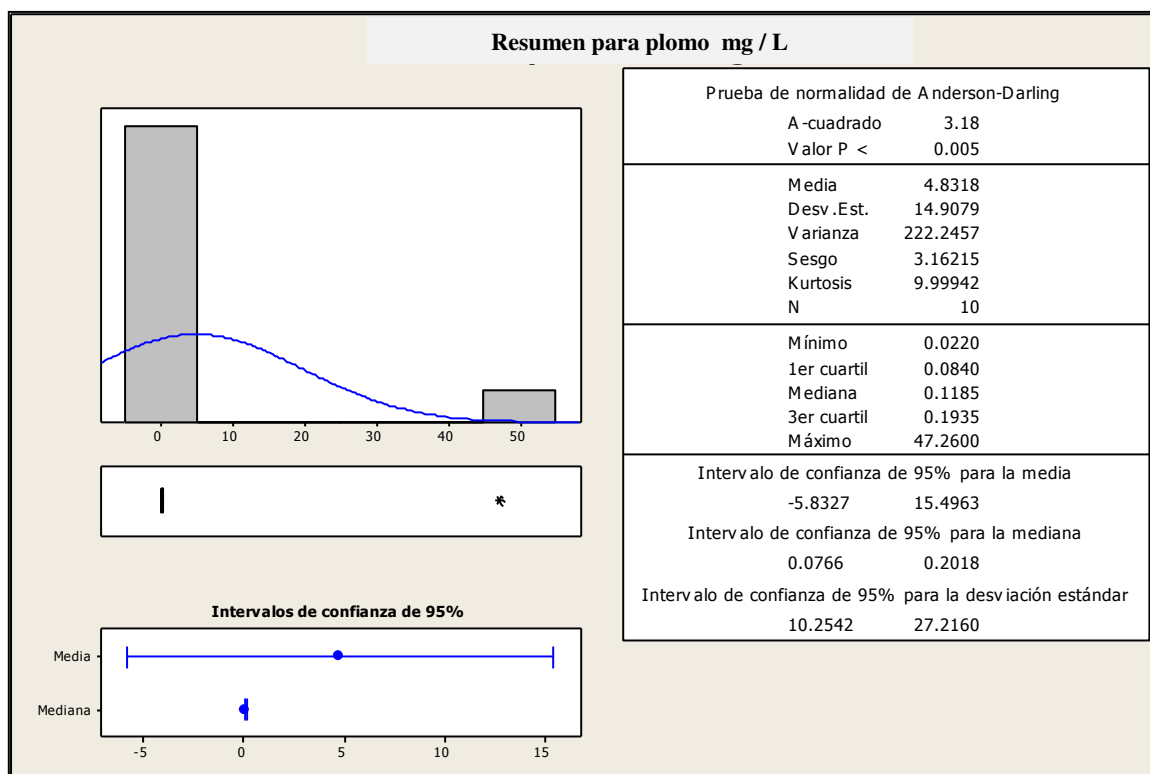 Resumen para plomo mg / L
0 10 20 30 40 50
Intervalos de confianza de 95%
Media
Mediana
-5 0 5 10 15
Prueba de normalidad de Anderson-Darling
A-cuadrado 3.18
Valor P < 0.005
Media 4.8318
Desv.Est. 14.9079
Varianza 222.2457
Sesgo 3.16215
Kurtosis 9.99942
N 10
Mínimo 0.0220
1er cuartil 0.0840
Mediana 0.1185
3er cuartil 0.1935
Máximo 47.2600
Intervalo de confianza de 95% para la media
-5.8327 15.4963
Intervalo de confianza de 95% para la mediana
0.0766 0.2018
Intervalo de confianza de 95% para la desviación estándar
10.2542 27.2160